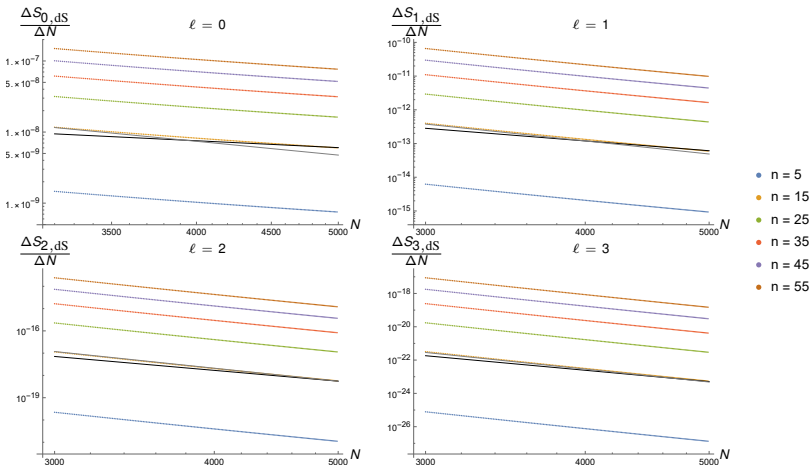 ΔS₀,dS / ΔN
ℓ = 0
1.×10⁻⁷
5.×10⁻⁸
1.×10⁻⁸
5.×10⁻⁹
1.×10⁻⁹
3500 4000 4500 5000 N
ΔS₁,dS / ΔN
ℓ = 1
10⁻¹⁰
10⁻¹¹
10⁻¹²
10⁻¹³
10⁻¹⁴
10⁻¹⁵
3000 4000 5000 N
ΔS₂,dS / ΔN
ℓ = 2
10⁻¹⁶
10⁻¹⁹
3000 4000 5000 N
ΔS₃,dS / ΔN
ℓ = 3
10⁻¹⁸
10⁻²⁰
10⁻²²
10⁻²⁴
10⁻²⁶
3000 4000 5000 N
n = 5
n = 15
n = 25
n = 35
n = 45
n = 55